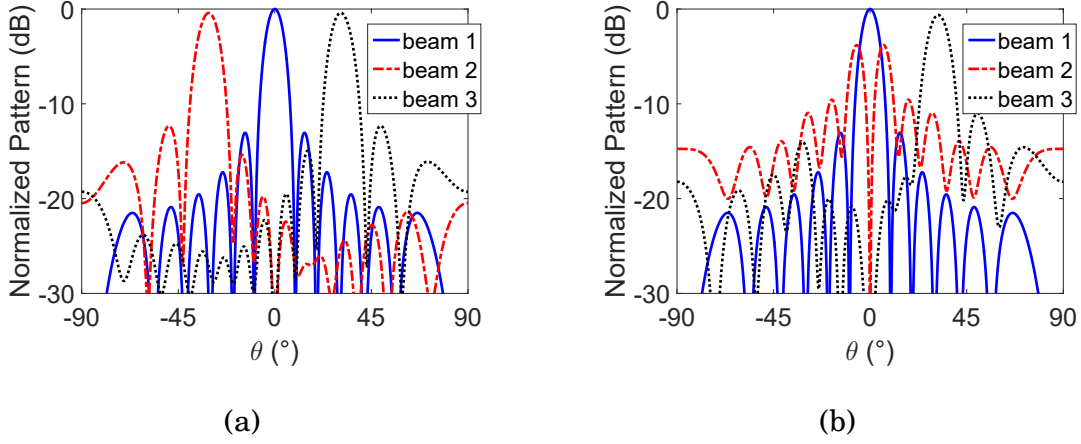 Normalized Pattern (dB)
0
-10
-20
-30
-90
-45
0
45
90
θ (°)
beam 1
beam 2
beam 3
(a)
Normalized Pattern (dB)
0
-10
-20
-30
-90
-45
0
45
90
θ (°)
beam 1
beam 2
beam 3
(b)